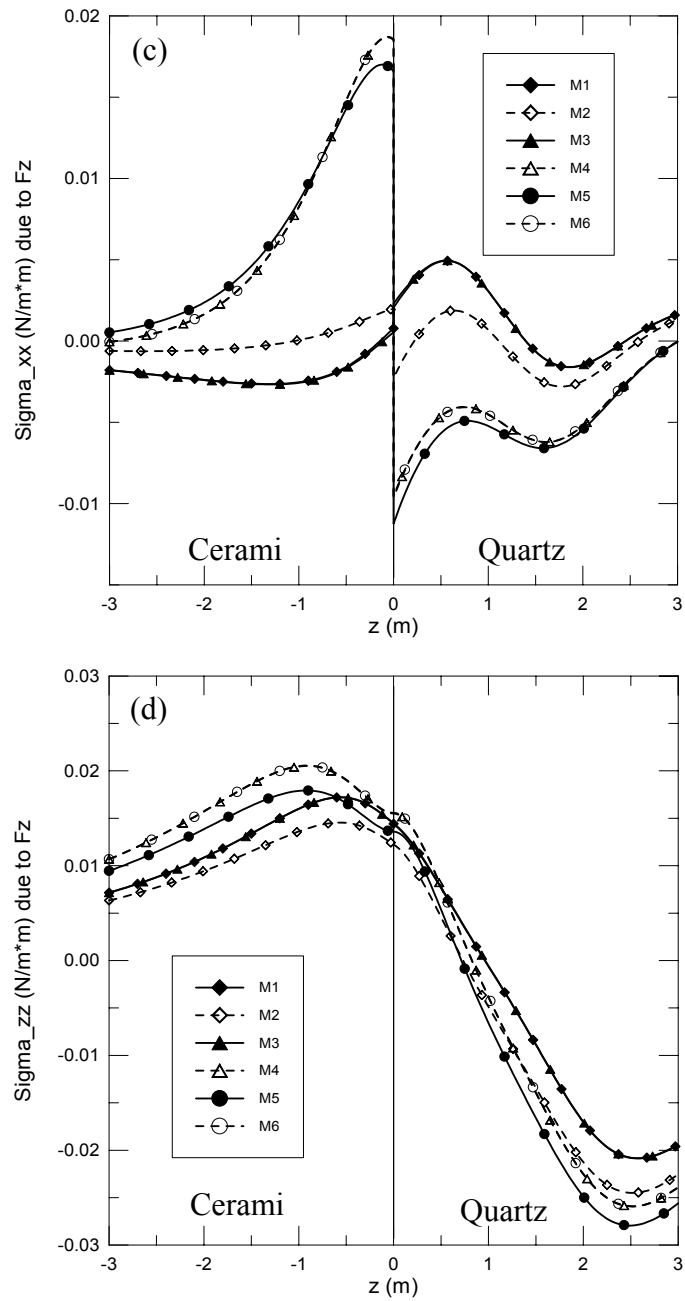 (c)
Sigma_xx (N/m*m) due to Fz
0.02
0.01
0.00
-0.01
M1
M2
M3
M4
M5
M6
Cerami
Quartz
-3
-2
-1
0
1
2
3
z (m)
(d)
Sigma_zz (N/m*m) due to Fz
0.03
0.02
0.01
0.00
-0.01
-0.02
-0.03
M1
M2
M3
M4
M5
M6
Cerami
Quartz
-3
-2
-1
0
1
2
3
z (m)